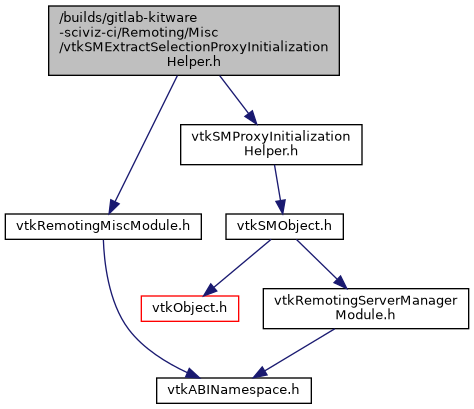 /builds/gitlab-kitware
-sciviz-ci/Remoting/Misc
/vtkSMExtractSelectionProxyInitialization
Helper.h
vtkSMProxyInitialization
Helper.h
vtkRemotingMiscModule.h
vtkSMObject.h
vtkObject.h
vtkRemotingServerManager
Module.h
vtkABINamespace.h